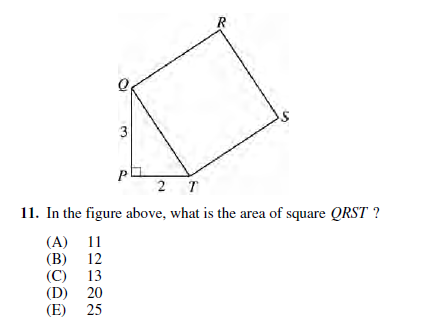 R
Q
S
3
P
2 T
11. In the figure above, what is the area of square QRST ?
(A) 11
(B) 12
(C) 13
(D) 20
(E) 25